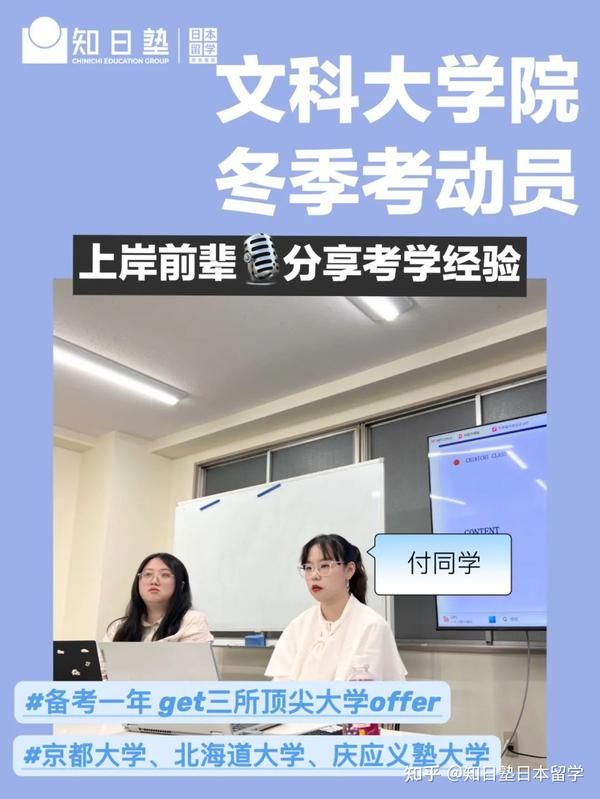 知日塾
CHINICHI EDUCATION GROUP
日本
留学
文科大学院
冬季考动员
上岸前辈🎙️分享考学经验
CHINICHI CLASS
CONTENT
付同学
#备考一年 get三所顶尖大学offer
#京都大学、北海道大学、庆应义塾大学
知乎 @知日塾日本留学